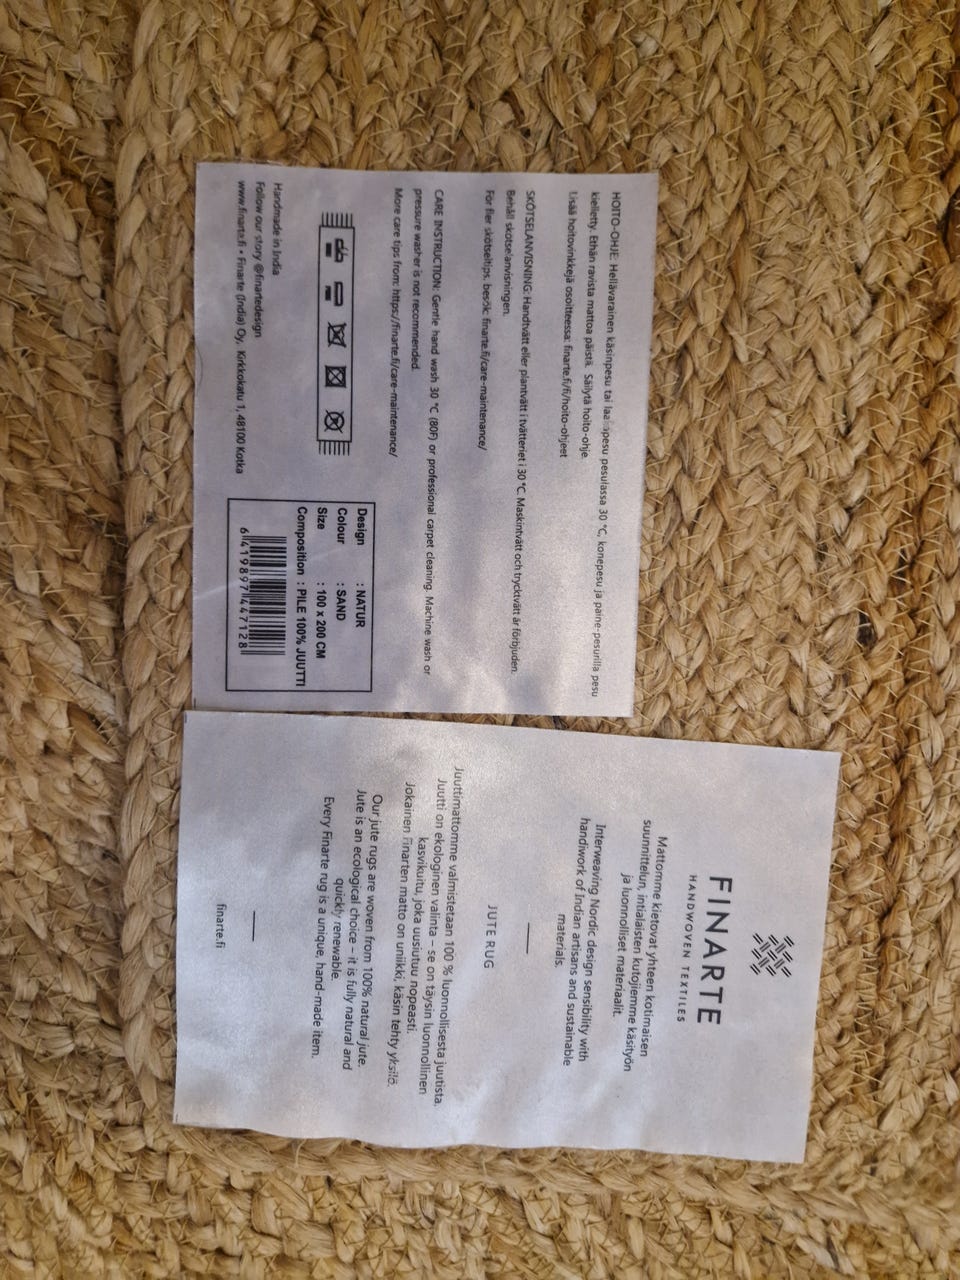 HOITO-OHJE: Hellävarainen käsinpesu tai laa pesu pesulassa 30 °C, konepesu ja paine-pesurilla pesu
kielletty. Ethän ravista mattoa päistä. Säilytä hoito-ohje.
Lisää hoitovinkkejä osoitteessa: finarte.fi/fi/hoito-ohjeet
SKÖTSELANVISNING: Handtvätt eller plantvätt i tvätteriet i 30 °C. Maskintvätt och trycktvätt är förbjuden.
Behåll skötselanvisningen.
För fler skötseltips, besök: finarte.fi/care-maintenance/
CARE INSTRUCTION: Gentle hand wash 30 °C (80F) or professional carpet cleaning. Machine wash or
pressure washer is not recommended.
More care tips from: https://finarte.fi/care-maintenance/
Handmade in India
Follow our story @finartedesign
www.finarte.fi • Finarte (India) Oy, Kirkkokatu 1, 48100 Kotka
Design : NATUR
Colour : SAND
Size : 100 x 200 CM
Composition : PILE 100% JUUTTI
6 419897 447128
FINARTE
HANDWOVEN TEXTILES
Mattomme kietovat yhteen kotimaisen
suunnittelun, intialaisten kutojiemme käsityön
ja luonnolliset materiaalit.
Interweaving Nordic design sensibility with
handiwork of Indian artisans and sustainable
materials.
JUTE RUG
Juuttimattomme valmistetaan 100 % luonnollisesta juutista.
Juutti on ekologinen valinta – se on täysin luonnollinen
kasvikuitu, joka uusiutuu nopeasti.
Jokainen Finarten matto on uniikki, käsin tehty yksilö.
Our jute rugs are woven from 100% natural jute.
Jute is an ecological choice – it is fully natural and
quickly renewable.
Every Finarte rug is a unique, hand-made item.
finarte.fi